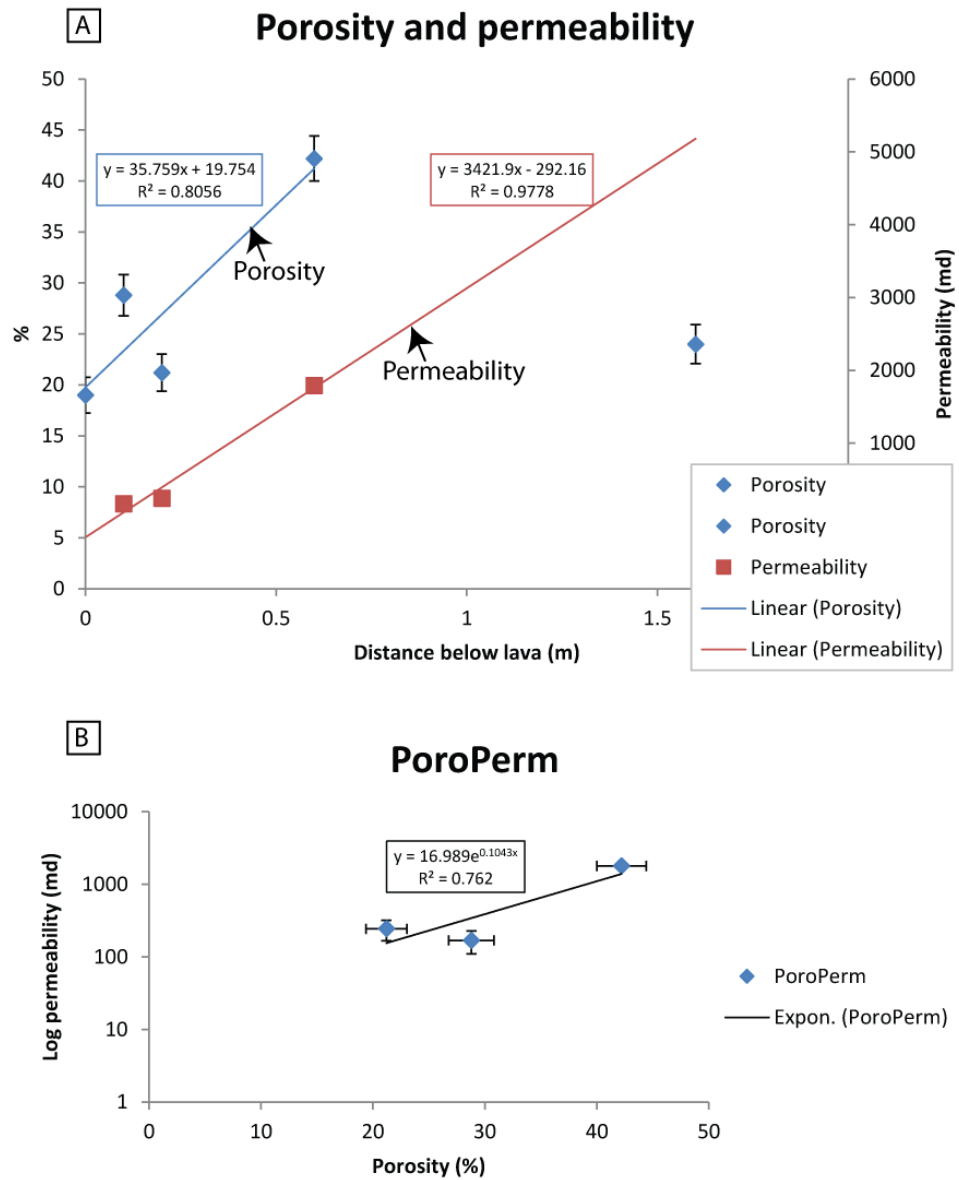 A
Porosity and permeability
50
45
40
35
30
25
20
15
10
5
0
%
6000
5000
4000
3000
2000
1000
Permeability (md)
y = 35.759x + 19.754
R² = 0.8056
y = 3421.9x - 292.16
R² = 0.9778
Porosity
Permeability
0
0.5
1
1.5
Distance below lava (m)
Porosity
Porosity
Permeability
Linear (Porosity)
Linear (Permeability)
B
PoroPerm
10000
1000
100
10
1
Log permeability (md)
y = 16.989e^0.1043x
R² = 0.762
PoroPerm
Expon. (PoroPerm)
0
10
20
30
40
50
Porosity (%)